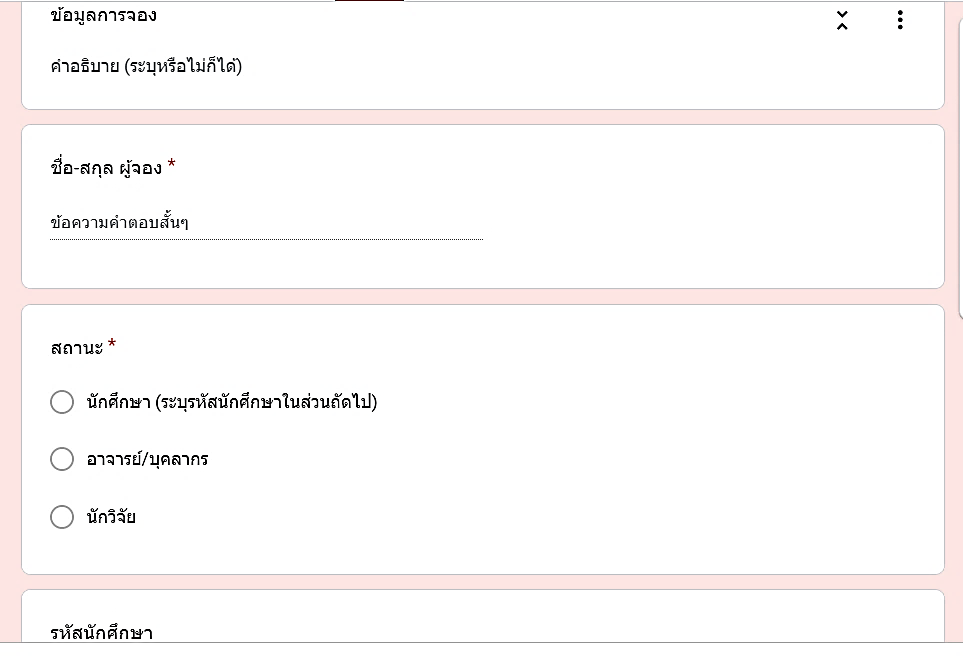 ข้อมูลการจอง
คำอธิบาย (ระบุหรือไม่ก็ได้)
ชื่อ-สกุล ผู้จอง *
ข้อความคำตอบสั้นๆ
สถานะ *
นักศึกษา (ระบุรหัสนักศึกษาในส่วนถัดไป)
อาจารย์/บุคลากร
นักวิจัย
รหัสนักศึกษา